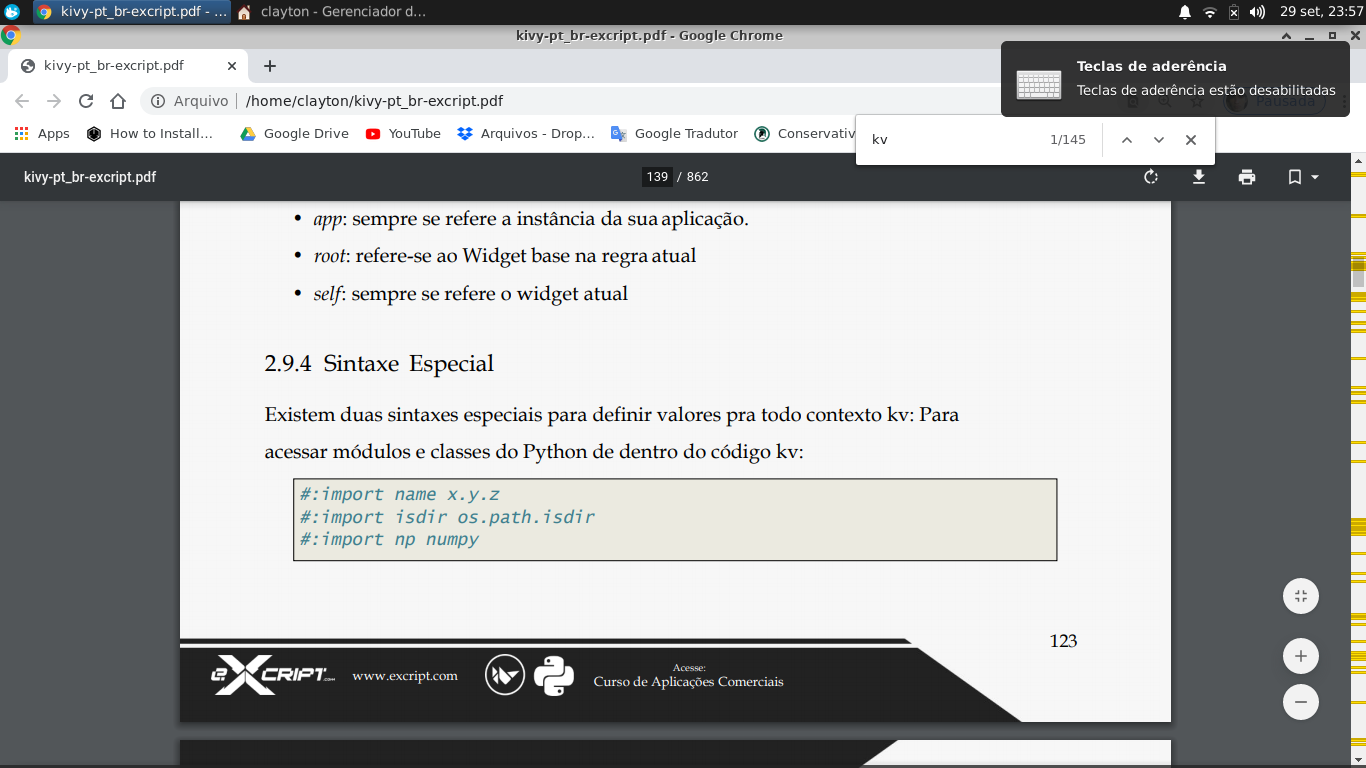 kivy-pt_br-excript.pdf - ...
clayton - Gerenciador d...
29 set, 23:57
kivy-pt_br-excript.pdf - Google Chrome
kivy-pt_br-excript.pdf
Teclas de aderência
Teclas de aderência estão desabilitadas
Arquivo
/home/clayton/kivy-pt_br-excript.pdf
Pausada
Apps
How to Install...
Google Drive
YouTube
Arquivos - Drop...
Google Tradutor
Conservativ
kv
1/145
kivy-pt_br-excript.pdf
139 / 862
• app: sempre se refere a instância da sua aplicação.
• root: refere-se ao Widget base na regra atual
• self: sempre se refere o widget atual
2.9.4 Sintaxe Especial
Existem duas sintaxes especiais para definir valores pra todo contexto kv: Para
acessar módulos e classes do Python de dentro do código kv:
#:import name x.y.z
#:import isdir os.path.isdir
#:import np numpy
123
eXCRIPT.com
www.excript.com
Acesse:
Curso de Aplicações Comerciais